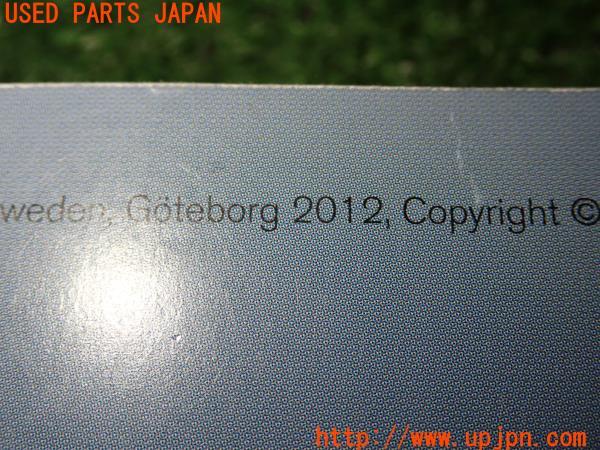 USED PARTS JAPAN
weden, Göteborg 2012, Copyright ©
http://www.upjpn.com